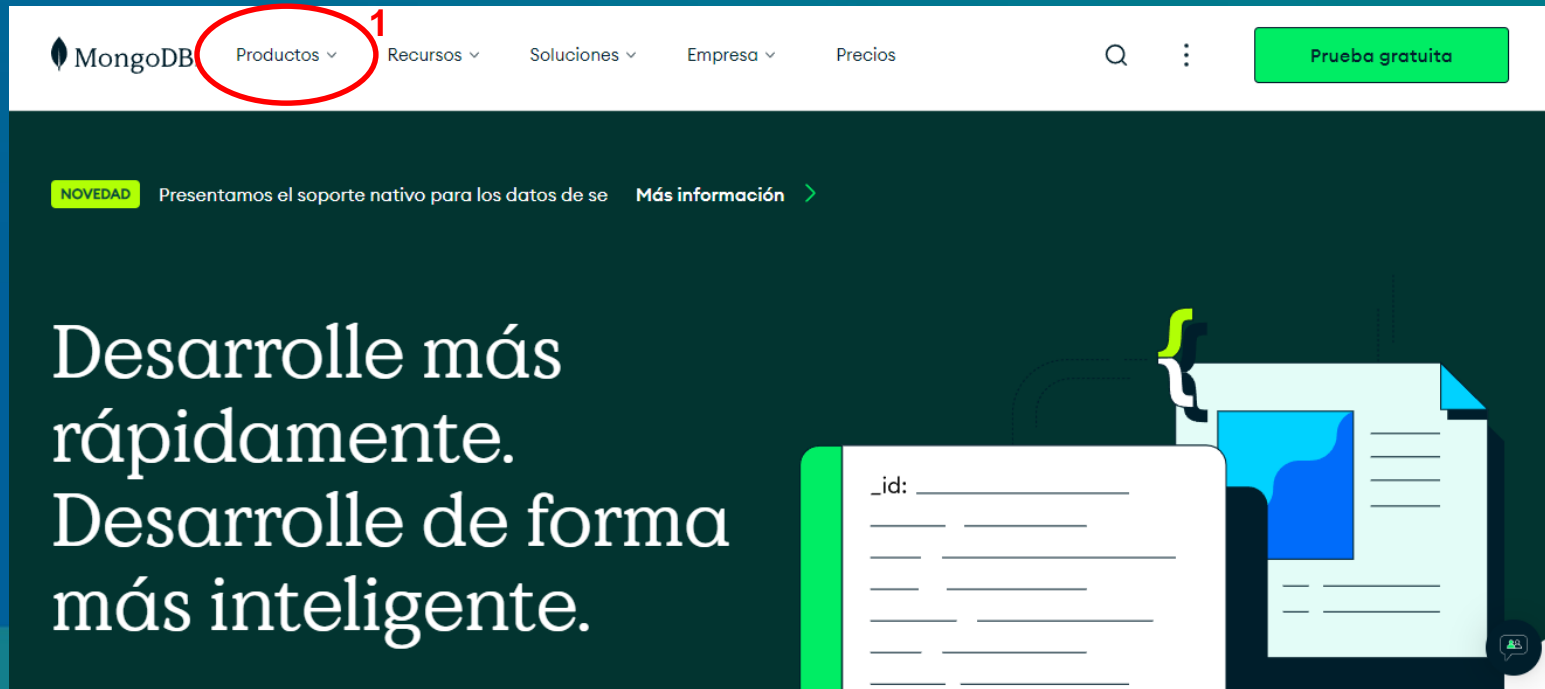 1
MongoDB Productos Recursos Soluciones Empresa Precios Prueba gratuita
NOVEDAD Presentamos el soporte nativo para los datos de se Más información
Desarrolle más
rápidamente.
Desarrolle de forma
más inteligente.
_id: